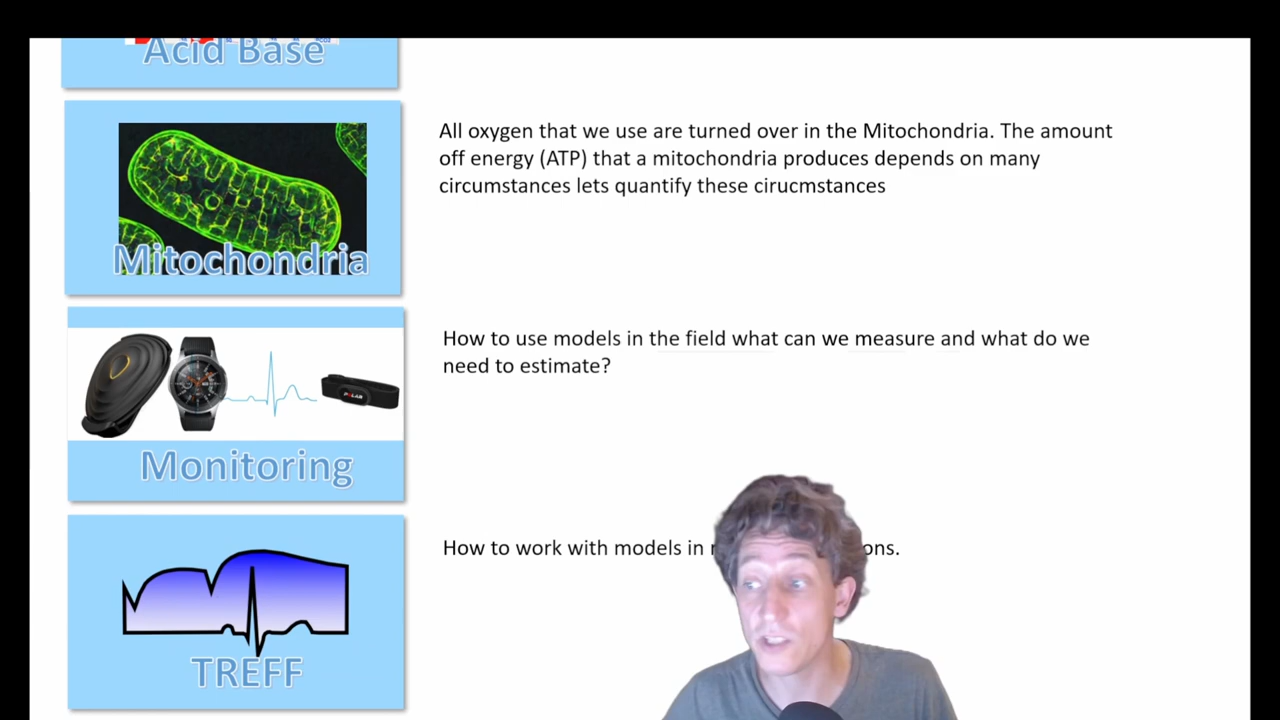 Acid Base
All oxygen that we use are turned over in the Mitochondria. The amount
off energy (ATP) that a mitochondria produces depends on many
circumstances lets quantify these cirucmstances
Mitochondria
How to use models in the field what can we measure and what do we
need to estimate?
POLAR
Monitoring
How to work with models in ons.
TREFF